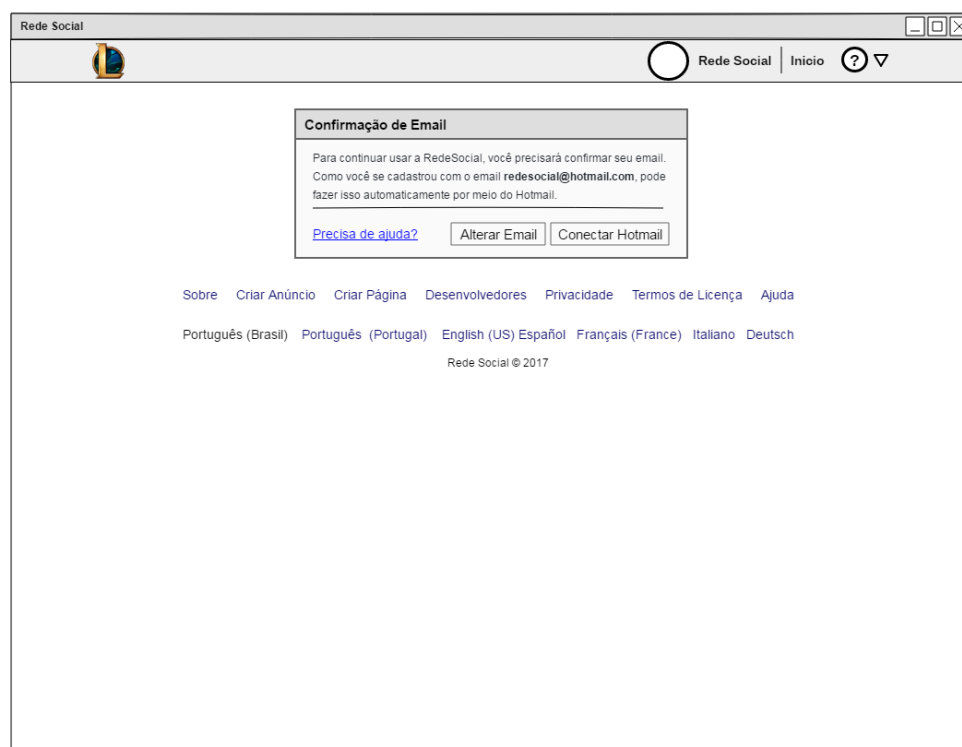 Rede Social
Rede Social Inicio ?
Confirmação de Email
Para continuar usar a RedeSocial, você precisará confirmar seu email.
Como você se cadastrou com o email redesocial@hotmail.com, pode
fazer isso automaticamente por meio do Hotmail.
Precisa de ajuda? Alterar Email Conectar Hotmail
Sobre Criar Anúncio Criar Página Desenvolvedores Privacidade Termos de Licença Ajuda
Português (Brasil) Português (Portugal) English (US) Español Français (France) Italiano Deutsch
Rede Social © 2017